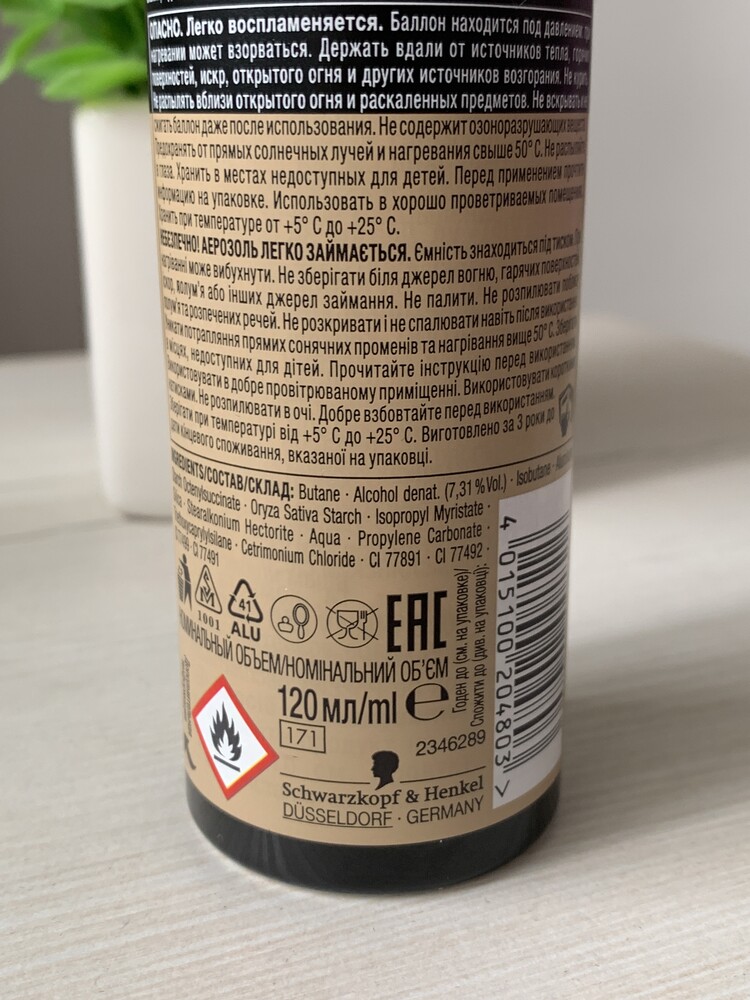 ОПАСНО. Легко воспламеняется. Баллон находится под давлением: при
нагревании может взорваться. Держать вдали от источников тепла, горячих
поверхностей, искр, открытого огня и других источников возгорания. Не курить.
Не распылять вблизи открытого огня и раскаленных предметов. Не вскрывать и не
сжигать баллон даже после использования. Не содержит озоноразрушающих веществ.
Предохранять от прямых солнечных лучей и нагревания свыше 50° С. Не распылять
в глаза. Хранить в местах недоступных для детей. Перед применением прочтите
информацию на упаковке. Использовать в хорошо проветриваемых помещениях.
Хранить при температуре от +5° С до +25° С.
НЕБЕЗПЕЧНО! АЕРОЗОЛЬ ЛЕГКО ЗАЙМАЄТЬСЯ. Ємність знаходиться під тиском. При
нагріванні може вибухнути. Не зберігати біля джерел вогню, гарячих поверхонь,
іскор, полум'я або інших джерел займання. Не палити. Не розпилювати поблизу
полум'я та розпечених речей. Не розкривати і не спалювати навіть після використання.
Уникати потрапляння прямих сонячних променів та нагрівання вище 50° С. Зберігати
в місцях, недоступних для дітей. Прочитайте інструкцію перед використанням.
Використовувати в добре провітрюваному приміщенні. Використовувати короткими
натисками. Не розпилювати в очі. Добре взбовтайте перед використанням.
Зберігати при температурі від +5° С до +25° С. Виготовлено за 3 роки до
дати кінцевого споживання, вказаної на упаковці.
INGREDIENTS/СОСТАВ/СКЛАД: Butane · Alcohol denat. (7,31 % Vol.) · Isobutane ·
Starch Octenylsuccinate · Oryza Sativa Starch · Isopropyl Myristate ·
Stearalkonium Hectorite · Aqua · Propylene Carbonate ·
Cetrimonium Chloride · CI 77891 · CI 77492 ·
CI 77491
1001
41
ALU
EAC
НОМИНАЛЬНЫЙ ОБЪЕМ/НОМІНАЛЬНИЙ ОБ'ЄМ
120 мл/ml e
171
2346289
Schwarzkopf & Henkel
DÜSSELDORF · GERMANY
Годен до (см. на упаковке)/
Спожити до (див. на упаковці):
4 015100 204803 >